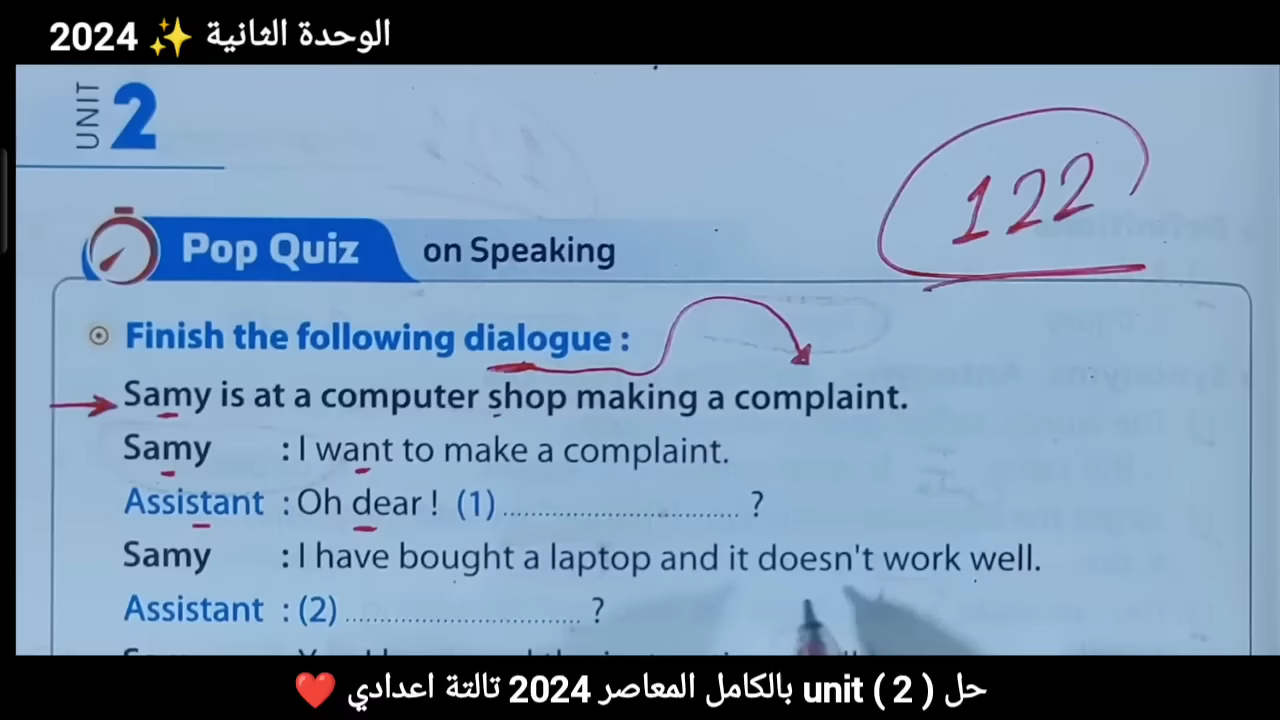 الوحدة الثانية ✨ 2024
UNIT 2
122
Pop Quiz on Speaking
Finish the following dialogue :
Samy is at a computer shop making a complaint.
Samy : I want to make a complaint.
Assistant : Oh dear ! (1) ........................................ ?
Samy : I have bought a laptop and it doesn't work well.
Assistant : (2) ........................................ ?
حل unit ( 2 ) بالكامل المعاصر 2024 تالتة اعدادي ❤️